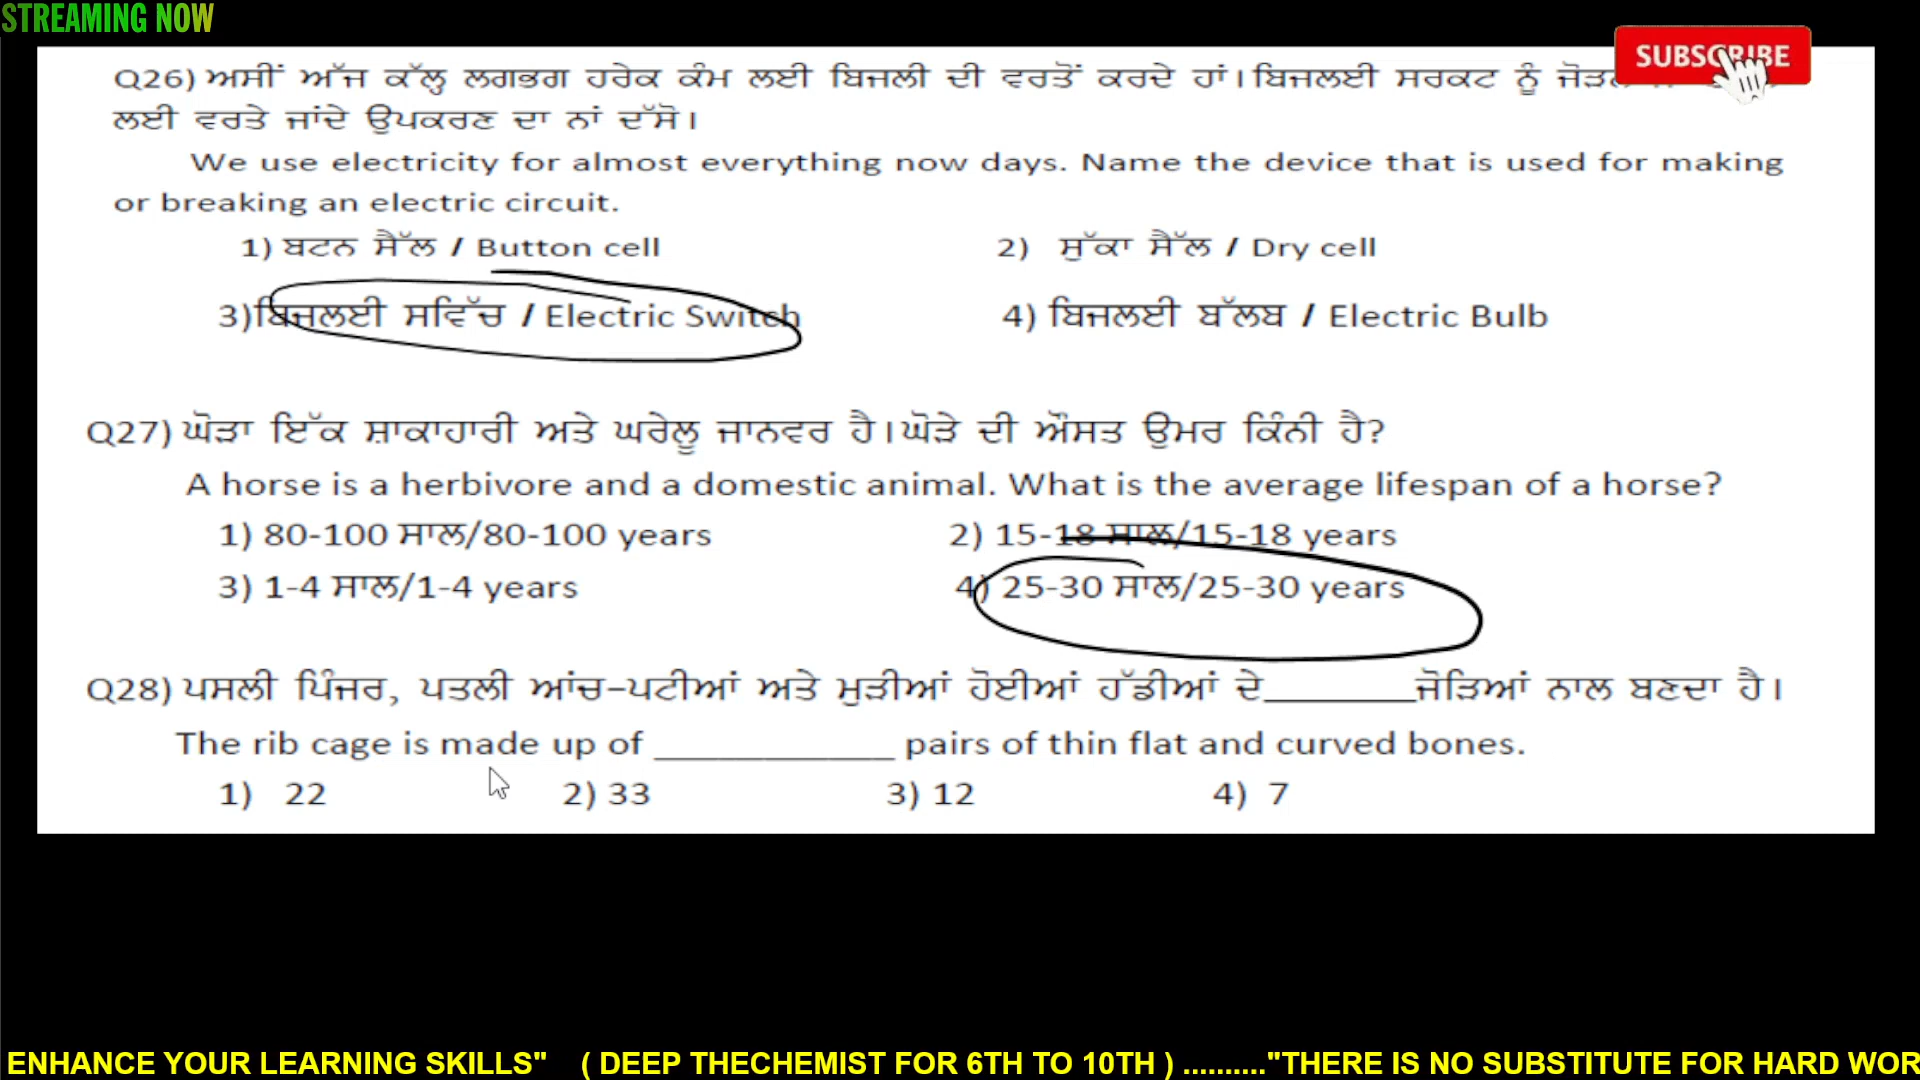 STREAMING NOW
SUBSCRIBE
Q26) ਅਸੀਂ ਅੱਜ ਕੱਲ੍ਹ ਲਗਭਗ ਹਰੇਕ ਕੰਮ ਲਈ ਬਿਜਲੀ ਦੀ ਵਰਤੋਂ ਕਰਦੇ ਹਾਂ। ਬਿਜਲਈ ਸਰਕਟ ਨੂੰ
ਲਈ ਵਰਤੇ ਜਾਂਦੇ ਉਪਕਰਣ ਦਾ ਨਾਂ ਦੱਸੋ।
We use electricity for almost everything now days. Name the device that is used for making
or breaking an electric circuit.
1) ਬਟਨ ਸੈੱਲ / Button cell 2) ਸੁੱਕਾ ਸੈੱਲ / Dry cell
3)ਬਿਜਲਈ ਸਵਿੱਚ / Electric Switch 4) ਬਿਜਲਈ ਬੱਲਬ / Electric Bulb
Q27) ਘੋੜਾ ਇੱਕ ਸ਼ਾਕਾਹਾਰੀ ਅਤੇ ਘਰੇਲੂ ਜਾਨਵਰ ਹੈ। ਘੋੜੇ ਦੀ ਔਸਤ ਉਮਰ ਕਿੰਨੀ ਹੈ?
A horse is a herbivore and a domestic animal. What is the average lifespan of a horse?
1) 80-100 ਸਾਲ/80-100 years 2) 15-18 ਸਾਲ/15-18 years
3) 1-4 ਸਾਲ/1-4 years 4) 25-30 ਸਾਲ/25-30 years
Q28) ਪਸਲੀ ਪਿੰਜਰ, ਪਤਲੀ ਆਂਚ-ਪਟੀਆਂ ਅਤੇ ਮੁੜੀਆਂ ਹੋਈਆਂ ਹੱਡੀਆਂ ਦੇ________ਜੋੜਿਆਂ ਨਾਲ ਬਣਦਾ ਹੈ।
The rib cage is made up of ____________ pairs of thin flat and curved bones.
1) 22 2) 33 3) 12 4) 7
ENHANCE YOUR LEARNING SKILLS" ( DEEP THECHEMIST FOR 6TH TO 10TH ) .........."THERE IS NO SUBSTITUTE FOR HARD WOR